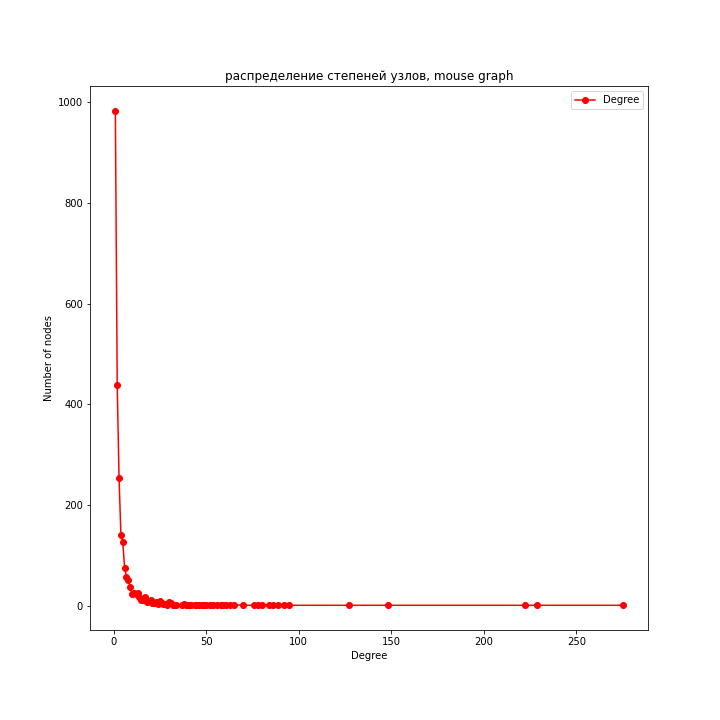 распределение степеней узлов, mouse graph
Degree
1000
800
600
400
200
0
Number of nodes
0 50 100 150 200 250
Degree